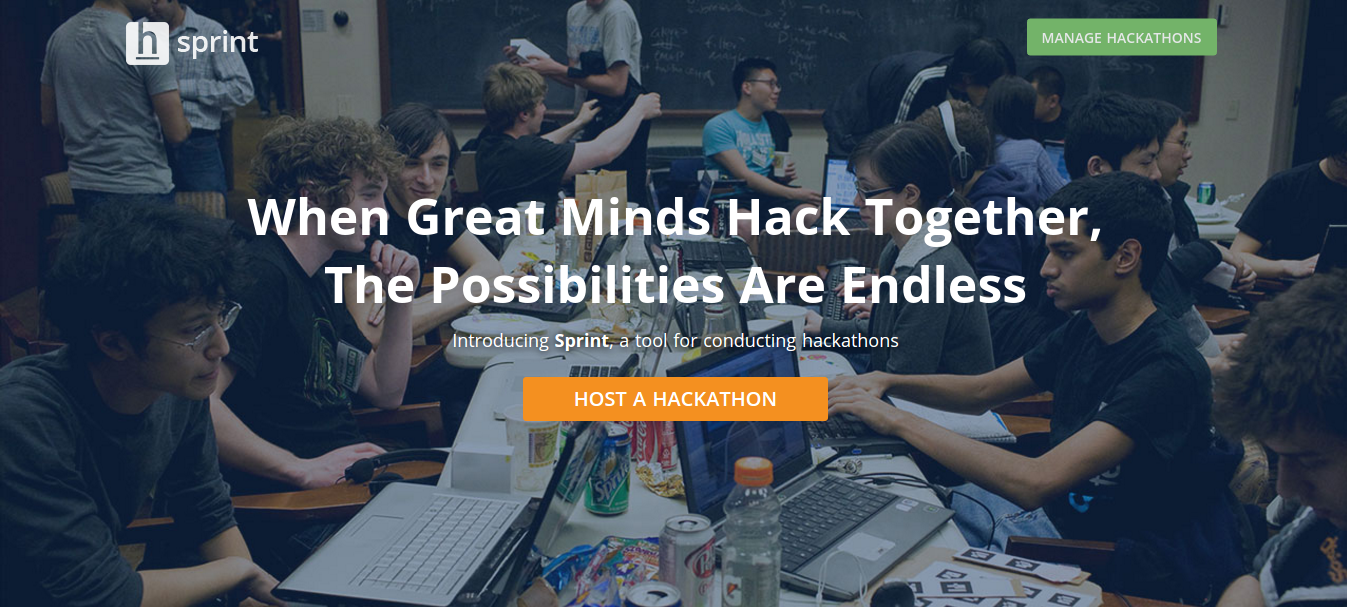 h sprint
MANAGE HACKATHONS
When Great Minds Hack Together,
The Possibilities Are Endless
Introducing Sprint, a tool for conducting hackathons
HOST A HACKATHON
Sprite